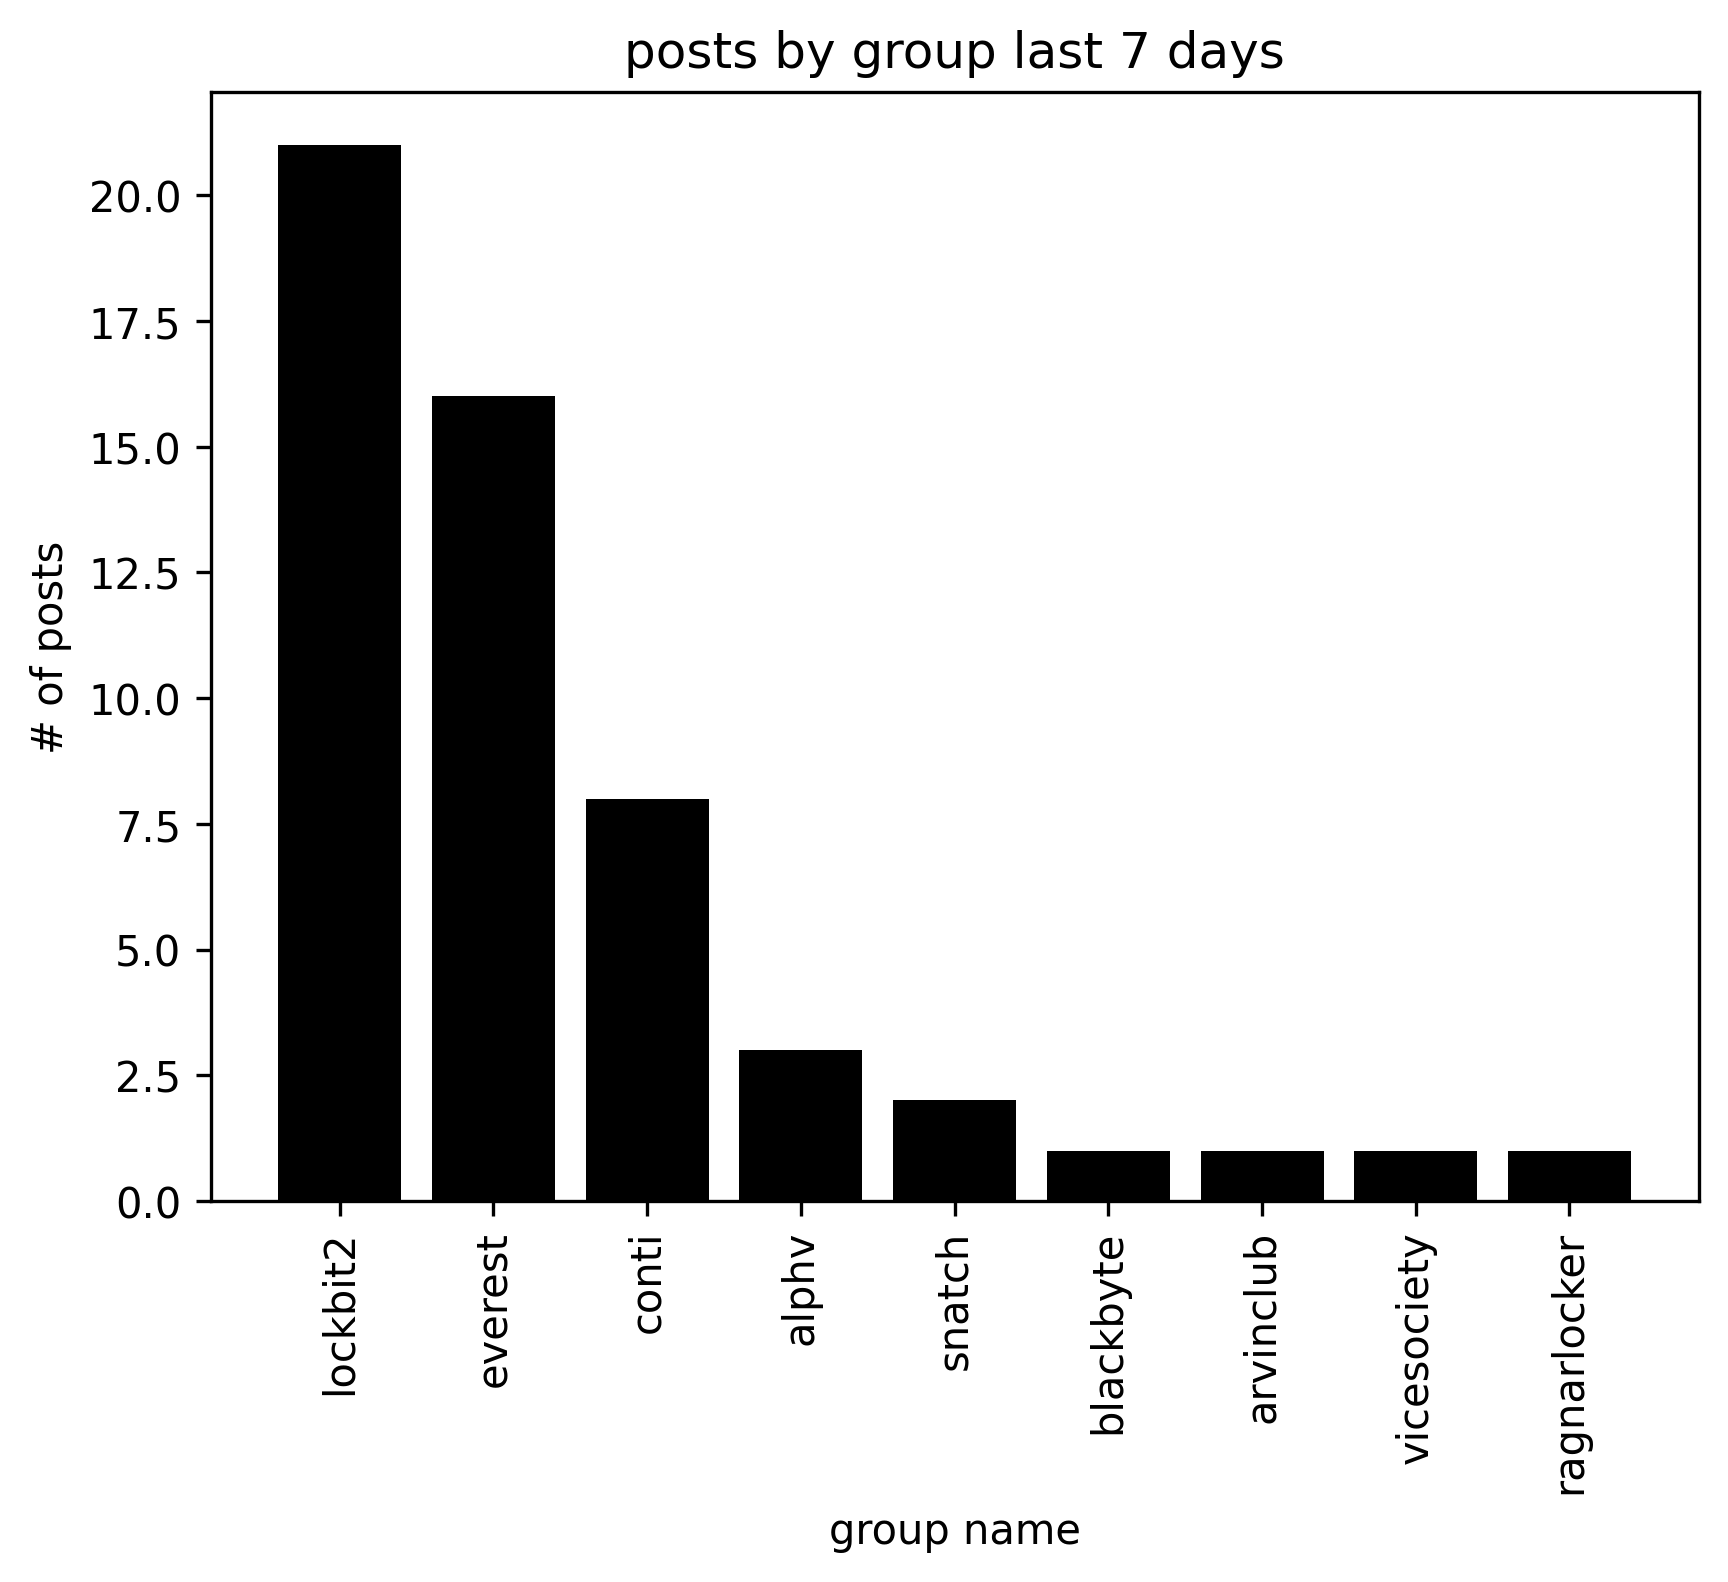 posts by group last 7 days
# of posts
20.0
17.5
15.0
12.5
10.0
7.5
5.0
2.5
0.0
lockbit2
everest
conti
alphv
snatch
blackbyte
arvinclub
vicesociety
ragnarlocker
group name